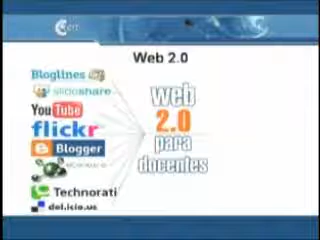 Web 2.0
Bloglines
slideshare
YouTube
flickr
Blogger
Technorati
del.icio.us
web
2.0
para
docentes